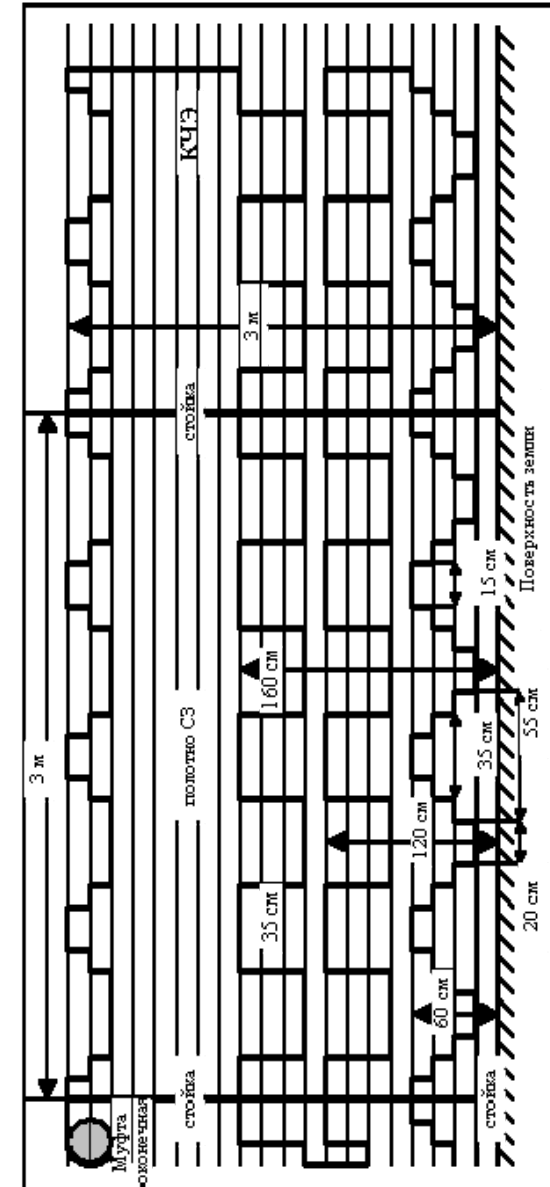 3 м
Муфта
оконечная
стойка
полотно СЗ
стойка
КЧЭ
3 м
35 см
160 см
120 см
60 см
стойка
35 см
15 см
20 см
55 см
Поверхность земли